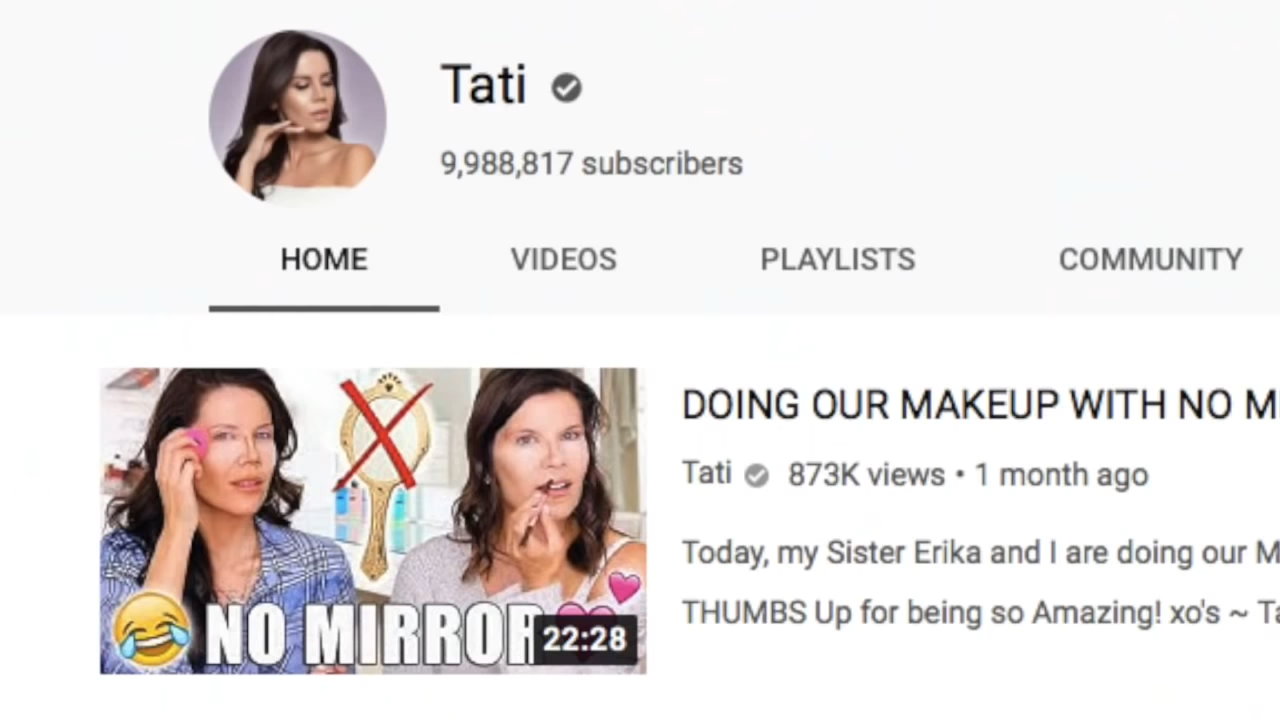 Tati
9,988,817 subscribers
HOME VIDEOS PLAYLISTS COMMUNITY
DOING OUR MAKEUP WITH NO M
Tati 873K views • 1 month ago
Today, my Sister Erika and I are doing our M
THUMBS Up for being so Amazing! xo's ~ Ta
NO MIRROR
22:28